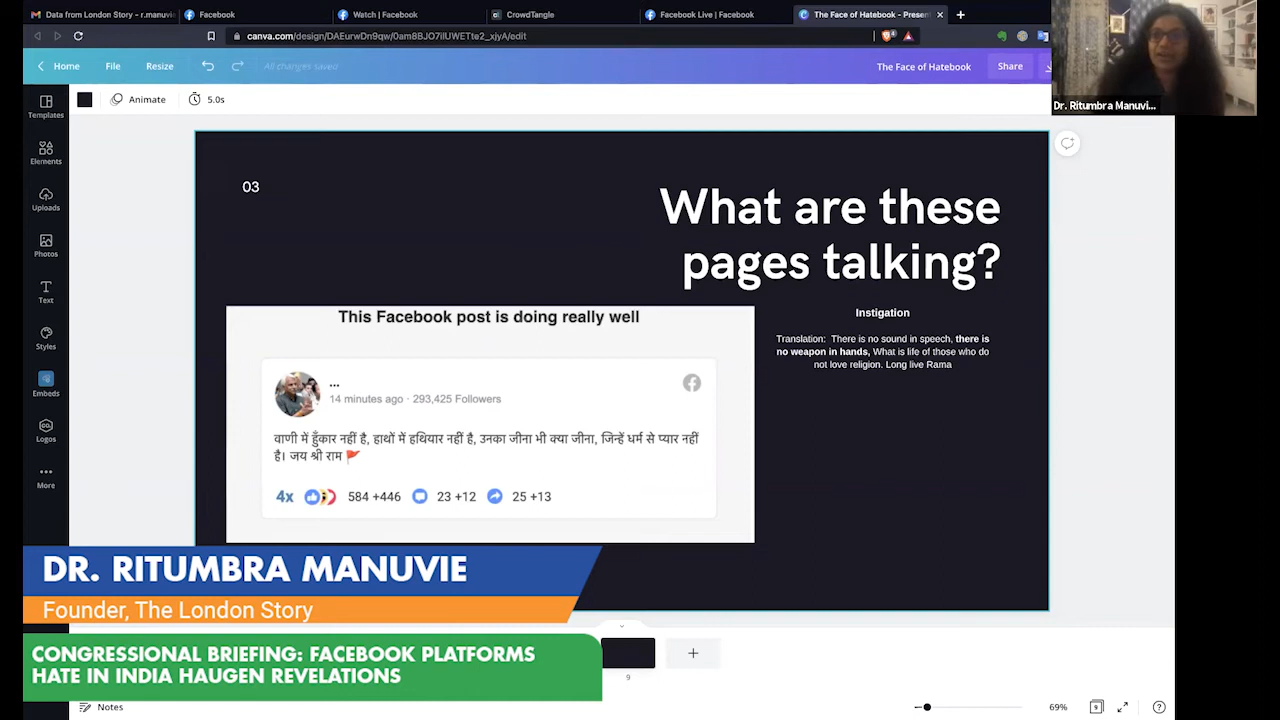 Data from London Story - r.manuvi
Facebook
Watch | Facebook
CrowdTangle
Facebook Live | Facebook
The Face of Hatebook - Present
canva.com/design/DAEurwDn9qw/0am8BJO7ilUWETte2_xjyA/edit
Home
File
Resize
All changes saved
The Face of Hatebook
Share
Dr. Ritumbra Manuvi...
Templates
Animate
5.0s
Elements
Uploads
Photos
Text
Styles
Embeds
Logos
More
03
What are these
pages talking?
This Facebook post is doing really well
...
14 minutes ago · 293,425 Followers
वाणी में हुँकार नहीं है, हाथों में हथियार नहीं है, उनका जीना भी क्या जीना, जिन्हें धर्म से प्यार नहीं
है। जय श्री राम 🚩
4x 584 +446 23 +12 25 +13
Instigation
Translation: There is no sound in speech, there is
no weapon in hands, What is life of those who do
not love religion. Long live Rama
DR. RITUMBRA MANUVIE
Founder, The London Story
CONGRESSIONAL BRIEFING: FACEBOOK PLATFORMS
HATE IN INDIA HAUGEN REVELATIONS
9
Notes
69%
9